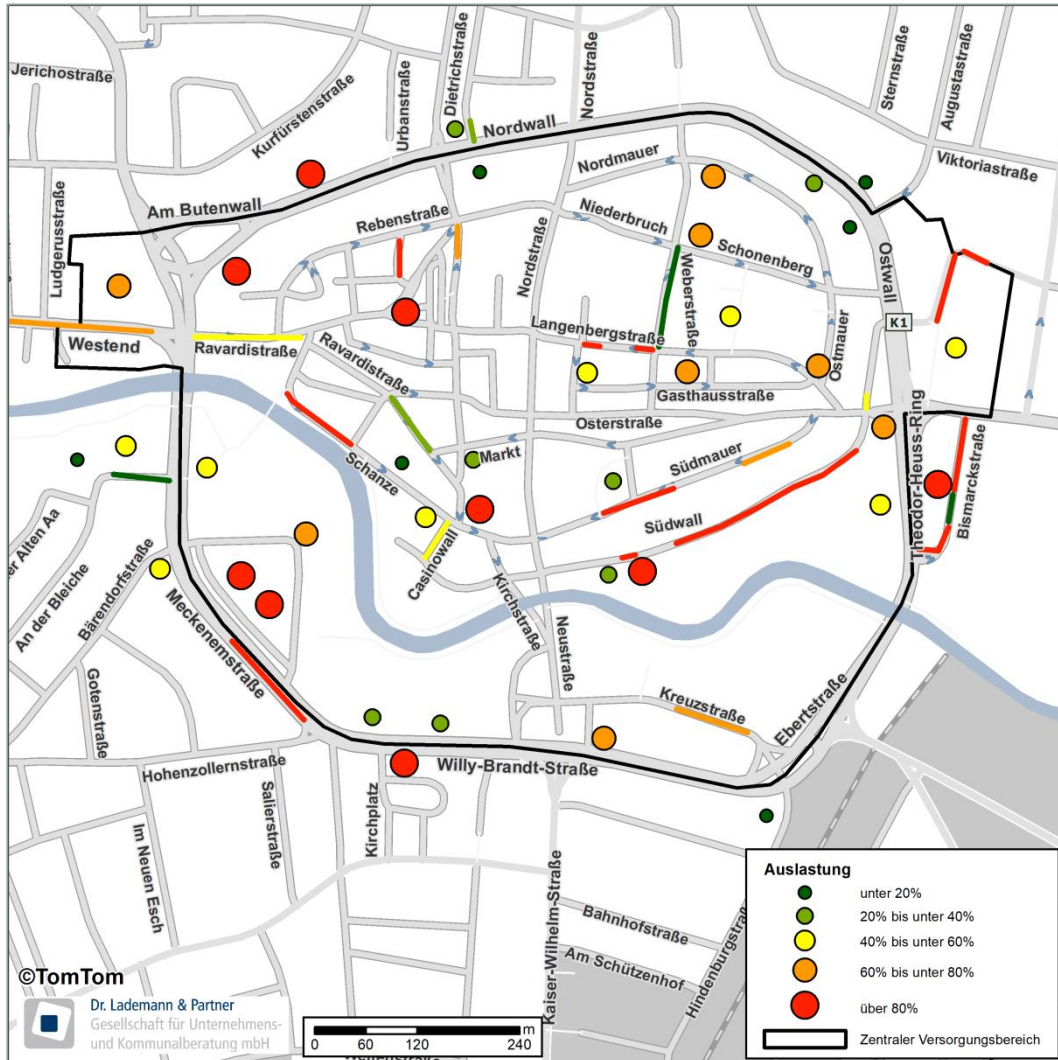 Jerichostraße
Kurfürstenstraße
Urbanstraße
Dietrichstraße
Nordwall
Nordstraße
Sternstraße
Augustastraße
Viktoriastraße
Nordmauer
Am Butenwall
Ludgerusstraße
Rebenstraße
Niederbruch
Schonenberg
Nordstraße
Weberstraße
Ostwall
K1
Langenbergstraße
Ostmauer
Westend
Ravardistraße
Ravardistraße
Gasthausstraße
Osterstraße
Markt
Schanze
Südmauer
Südwall
Theodor-Heuss-Ring
Bismarckstraße
er Alten Aa
An der Bleiche
Bärendorfstraße
Casinowall
Kirchstraße
Neustraße
Meckenemstraße
Gotenstraße
Kreuzstraße
Ebertstraße
Hohenzollernstraße
Willy-Brandt-Straße
Salierstraße
Kirchplatz
Im Neuen Esch
Kaiser-Wilhelm-Straße
Bahnhofstraße
Am Schützenhof
Hindenburgstraß
©TomTom
Dr. Lademann & Partner
Gesellschaft für Unternehmens-
und Kommunalberatung mbH
m
0 60 120 240
Auslastung
unter 20%
20% bis unter 40%
40% bis unter 60%
60% bis unter 80%
über 80%
Zentraler Versorgungsbereich